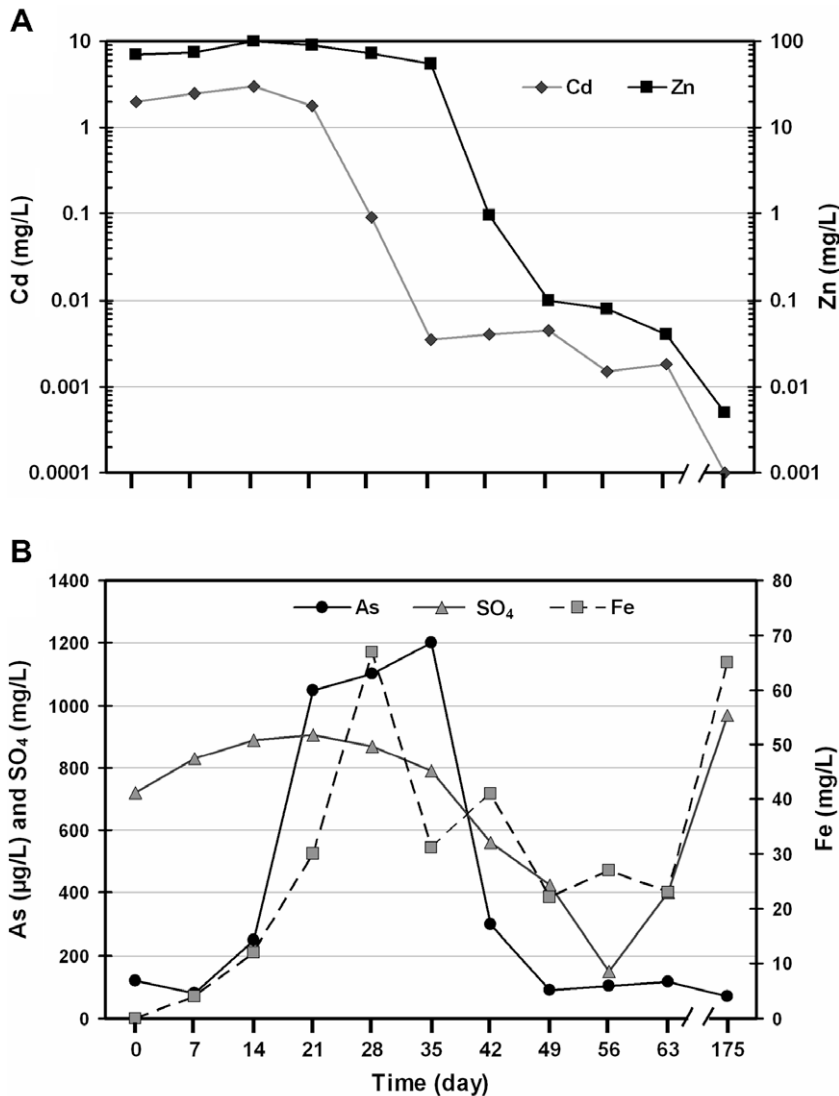 A
10
1
0.1
0.01
0.001
0.0001
Cd (mg/L)
Cd
Zn
100
10
1
0.1
0.01
0.001
Zn (mg/L)
B
1400
1200
1000
800
600
400
200
0
As (µg/L) and SO₄ (mg/L)
As
SO₄
Fe
80
70
60
50
40
30
20
10
0
Fe (mg/L)
0 7 14 21 28 35 42 49 56 63 175
Time (day)